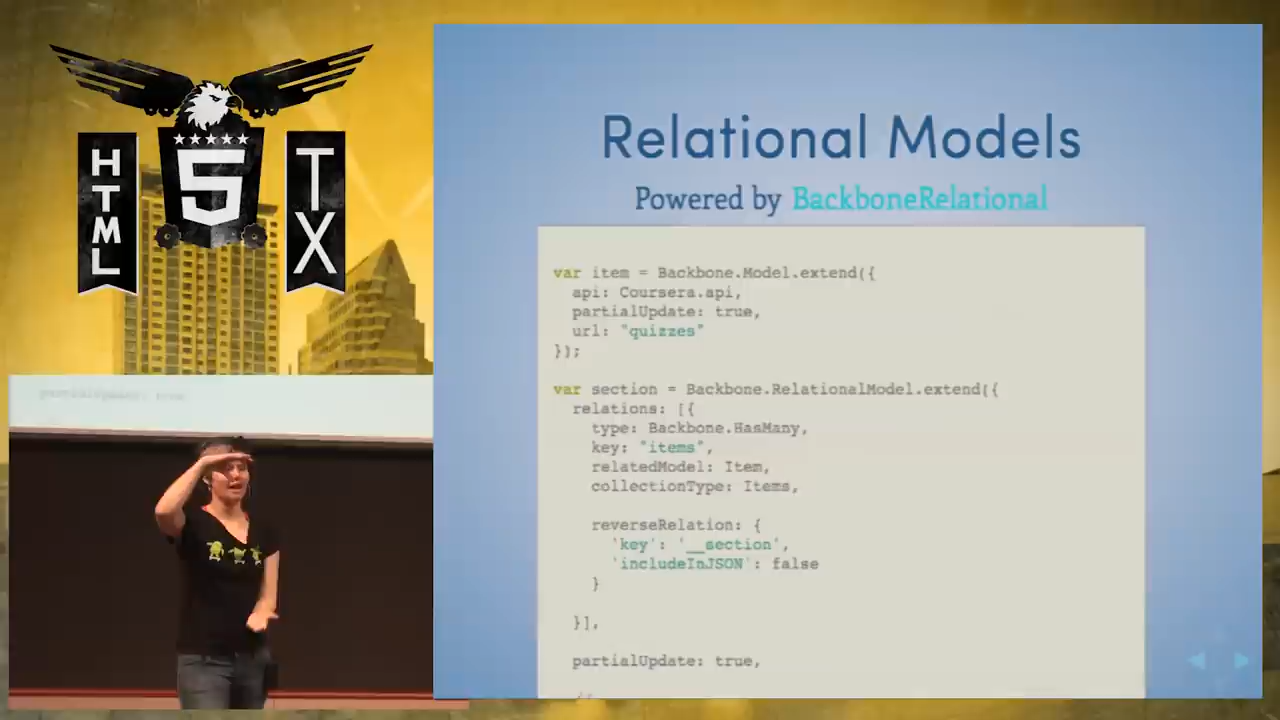 HTML
5
TX
Relational Models
Powered by BackboneRelational
var item = Backbone.Model.extend({
api: Coursera.api,
partialUpdate: true,
url: "quizzes"
});
var section = Backbone.RelationalModel.extend({
relations: [{
type: Backbone.HasMany,
key: "items",
relatedModel: Item,
collectionType: Items,
reverseRelation: {
'key': '__section',
'includeInJSON': false
}
}],
partialUpdate: true,
partialUpdate: true